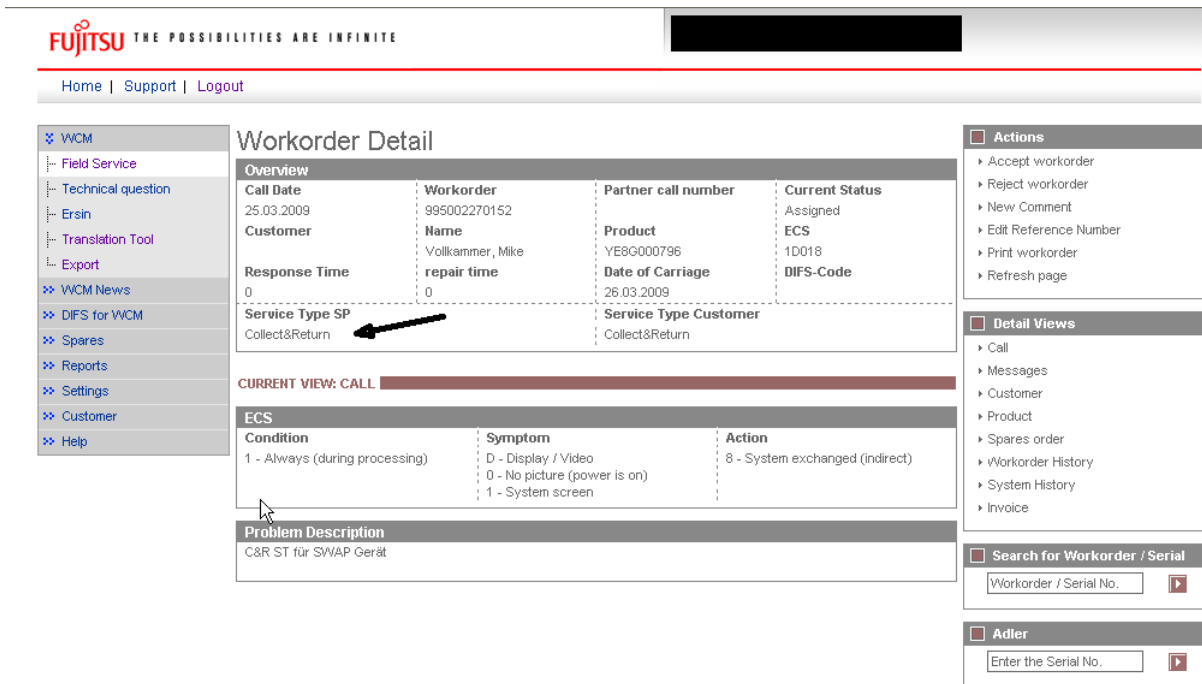 FUJITSU THE POSSIBILITIES ARE INFINITE
Home | Support | Logout
WCM
Field Service
Technical question
Ersin
Translation Tool
Export
WCM News
DIFS for WCM
Spares
Reports
Settings
Customer
Help
Workorder Detail
Overview
Call Date Workorder Partner call number Current Status
25.03.2009 995002270152 Assigned
Customer Name Product ECS
Vollkammer, Mike YE8G000796 1D018
Response Time repair time Date of Carriage DIFS-Code
0 0 26.03.2009
Service Type SP Service Type Customer
Collect&Return Collect&Return
CURRENT VIEW: CALL
ECS
Condition Symptom Action
1 - Always (during processing) D - Display / Video 8 - System exchanged (indirect)
0 - No picture (power is on)
1 - System screen
Problem Description
C&R ST für SWAP Gerät
Actions
Accept workorder
Reject workorder
New Comment
Edit Reference Number
Print workorder
Refresh page
Detail Views
Call
Messages
Customer
Product
Spares order
Workorder History
System History
Invoice
Search for Workorder / Serial
Workorder / Serial No.
Adler
Enter the Serial No.